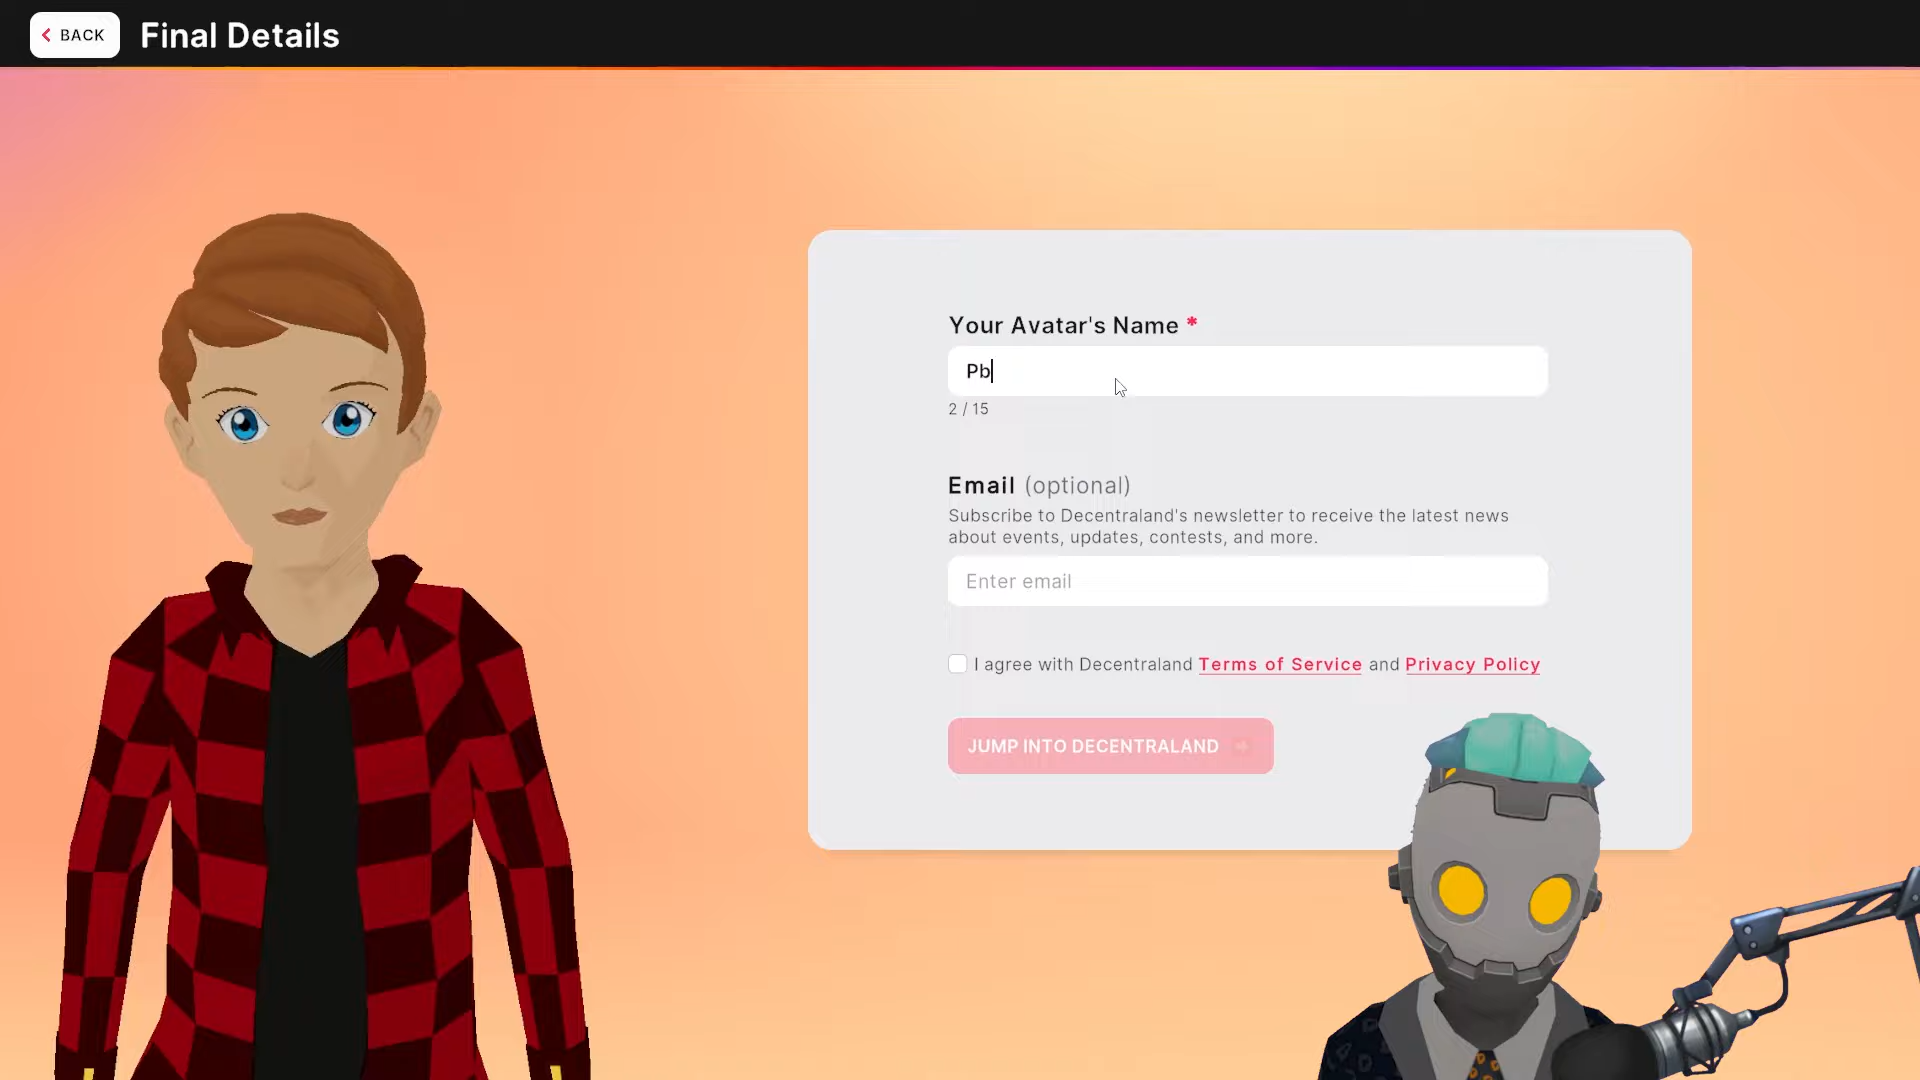 BACK
Final Details
Your Avatar's Name *
Pb
2 / 15
Email (optional)
Subscribe to Decentraland's newsletter to receive the latest news
about events, updates, contests, and more.
Enter email
I agree with Decentraland Terms of Service and Privacy Policy
JUMP INTO DECENTRALAND